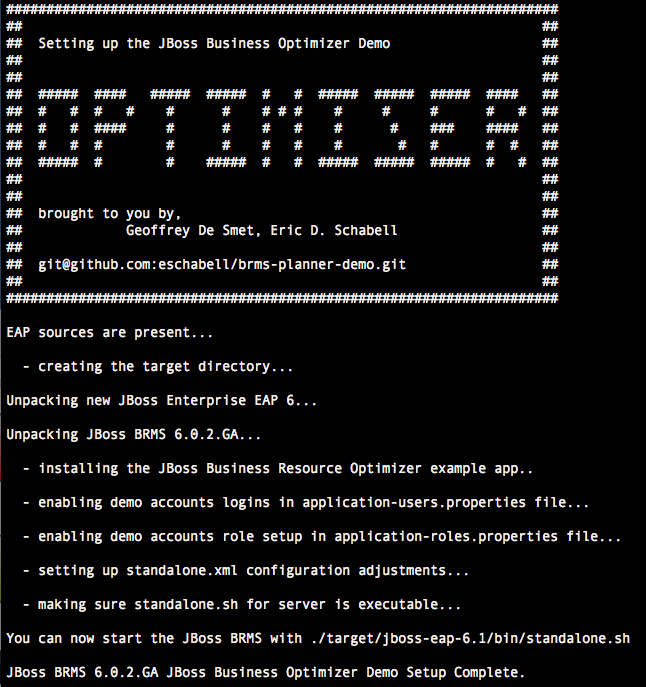 #####################################################################
##                                                                 ##
##  Setting up the JBoss Business Optimizer Demo                   ##
##                                                                 ##
##                                                                 ##
##  #####  ####   #####  #####  #   #  #####  #####  #####  ####   ##
##  #   #  #   #    #      #    # # #    #     #     #      #   #  ##
##  #   #  ####     #      #    #   #    #      #    ###    ####   ##
##  #   #  #        #      #    #   #    #       #   #      #  #   ##
##  #####  #        #    #####  #   #  #####  #####  #####  #   #  ##
##                                                                 ##
##                                                                 ##
##  brought to you by,                                             ##
##             Geoffrey De Smet, Eric D. Schabell                  ##
##                                                                 ##
##  git@github.com:eschabell/brms-planner-demo.git                 ##
##                                                                 ##
#####################################################################
EAP sources are present...
- creating the target directory...
Unpacking new JBoss Enterprise EAP 6...
Unpacking JBoss BRMS 6.0.2.GA...
- installing the JBoss Business Resource Optimizer example app..
- enabling demo accounts logins in application-users.properties file...
- enabling demo accounts role setup in application-roles.properties file...
- setting up standalone.xml configuration adjustments...
- making sure standalone.sh for server is executable...
You can now start the JBoss BRMS with ./target/jboss-eap-6.1/bin/standalone.sh
JBoss BRMS 6.0.2.GA JBoss Business Optimizer Demo Setup Complete.